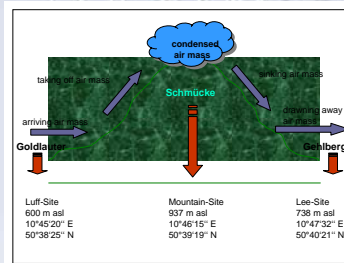 condensed
air mass
taking off air mass
sinking air mass
Schmücke
arriving air mass
drowning away
air mass
Goldlauter
Gehlberg
Luff-Site
600 m asl
10°45'20'' E
50°38'25'' N
Mountain-Site
937 m asl
10°46'15'' E
50°39'19'' N
Lee-Site
738 m asl
10°47'32'' E
50°40'21'' N